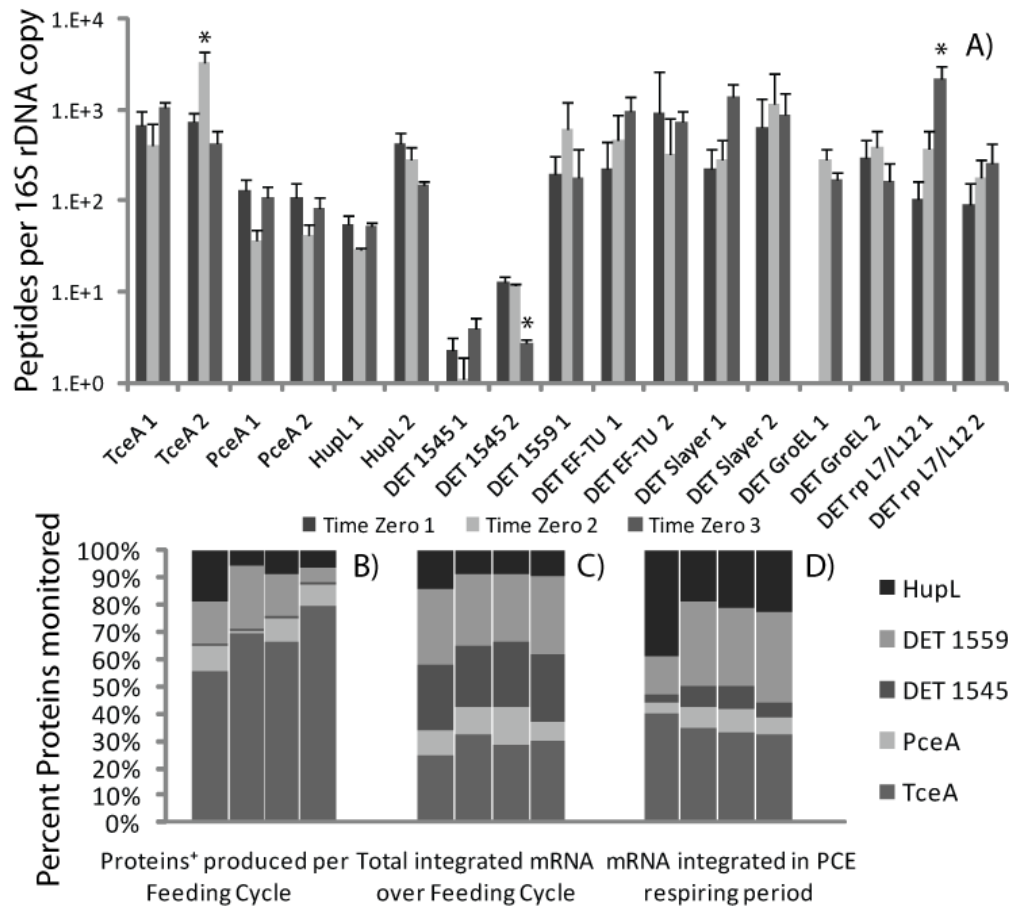 Peptides per 16S rDNA copy
1.E+4
1.E+3
1.E+2
1.E+1
1.E+0
*
*
*
A)
TceA 1
TceA 2
PceA 1
PceA 2
HupL 1
HupL 2
DET 1545 1
DET 1545 2
DET 1559 1
DET EF-TU 1
DET EF-TU 2
DET Slayer 1
DET Slayer 2
DET GroEL 1
DET GroEL 2
DET rp L7/L12 1
DET rp L7/L12 2
Time Zero 1 Time Zero 2 Time Zero 3
Percent Proteins monitored
100%
90%
80%
70%
60%
50%
40%
30%
20%
10%
0%
B)
C)
D)
HupL
DET 1559
DET 1545
PceA
TceA
Proteins⁺ produced per
Feeding Cycle
Total integrated mRNA
over Feeding Cycle
mRNA integrated in PCE
respiring period